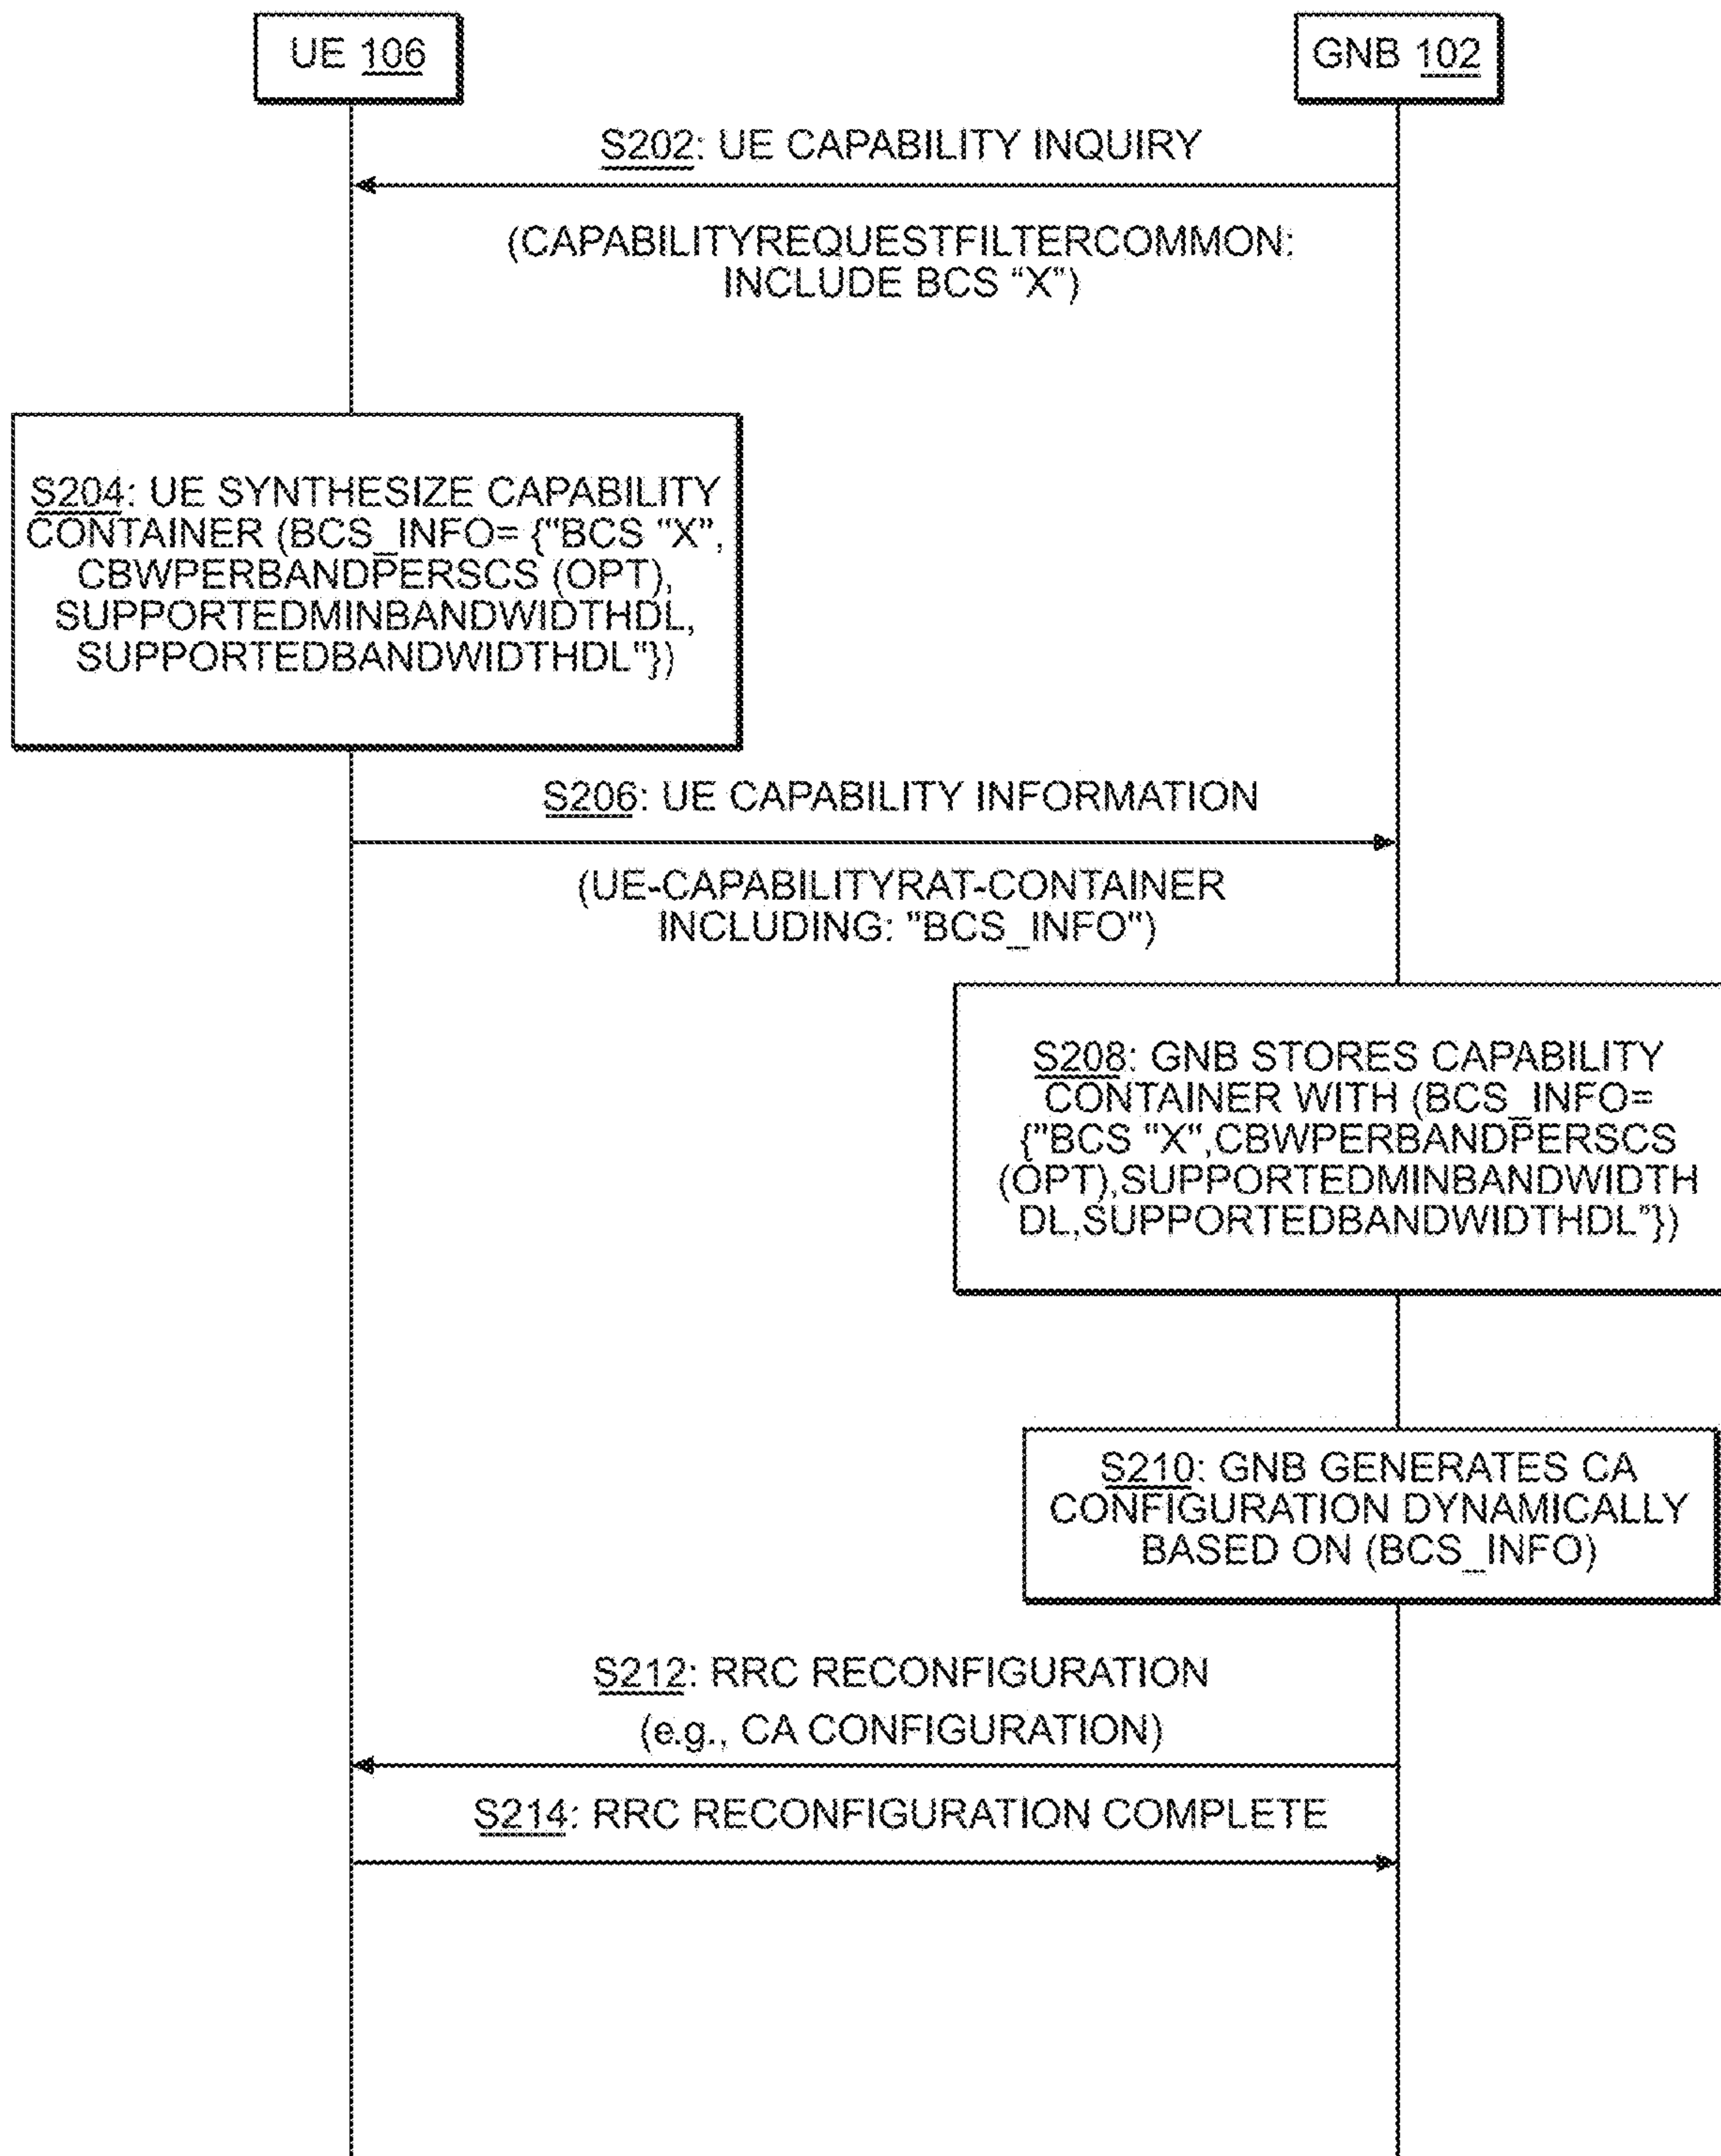 UE 106
GNB 102
S202: UE CAPABILITY INQUIRY
(CAPABILITYREQUESTFILTERCOMMON:
INCLUDE BCS “X”)
S204: UE SYNTHESIZE CAPABILITY
CONTAINER (BCS_INFO= {"BCS "X",
CBWPERBANDPERSCS (OPT),
SUPPORTEDMINBANDWIDTHDL,
SUPPORTEDBANDWIDTHDL"})
S206: UE CAPABILITY INFORMATION
(UE-CAPABILITYRAT-CONTAINER
INCLUDING: "BCS_INFO")
S208: GNB STORES CAPABILITY
CONTAINER WITH (BCS_INFO=
{"BCS "X",CBWPERBANDPERSCS
(OPT),SUPPORTEDMINBANDWIDTH
DL,SUPPORTEDBANDWIDTHDL"})
S210: GNB GENERATES CA
CONFIGURATION DYNAMICALLY
BASED ON (BCS_INFO)
S212: RRC RECONFIGURATION
(e.g., CA CONFIGURATION)
S214: RRC RECONFIGURATION COMPLETE